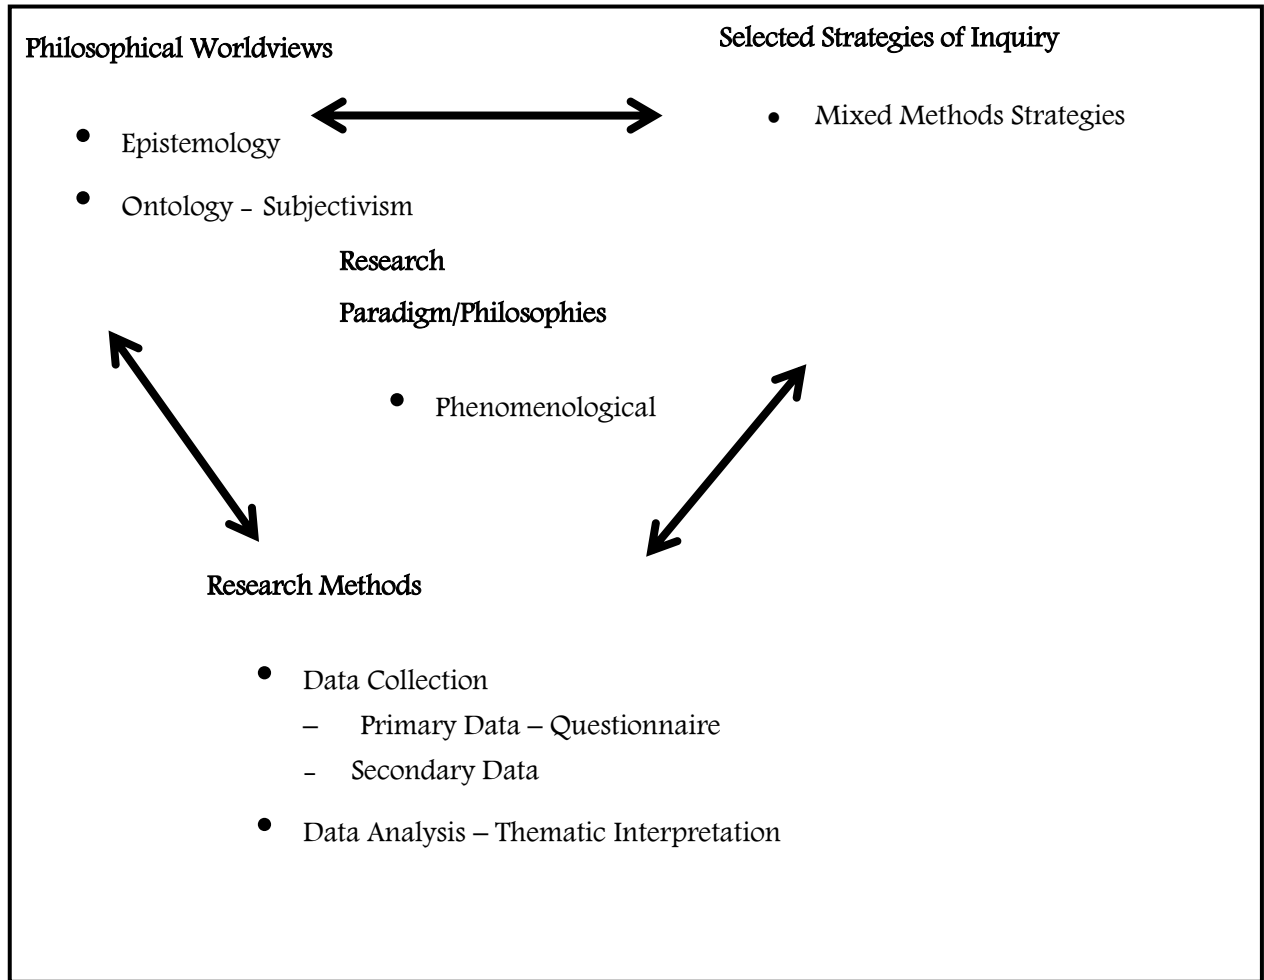 Philosophical Worldviews
Selected Strategies of Inquiry
• Epistemology
• Mixed Methods Strategies
• Ontology - Subjectivism
Research
Paradigm/Philosophies
• Phenomenological
Research Methods
• Data Collection
– Primary Data – Questionnaire
- Secondary Data
• Data Analysis – Thematic Interpretation